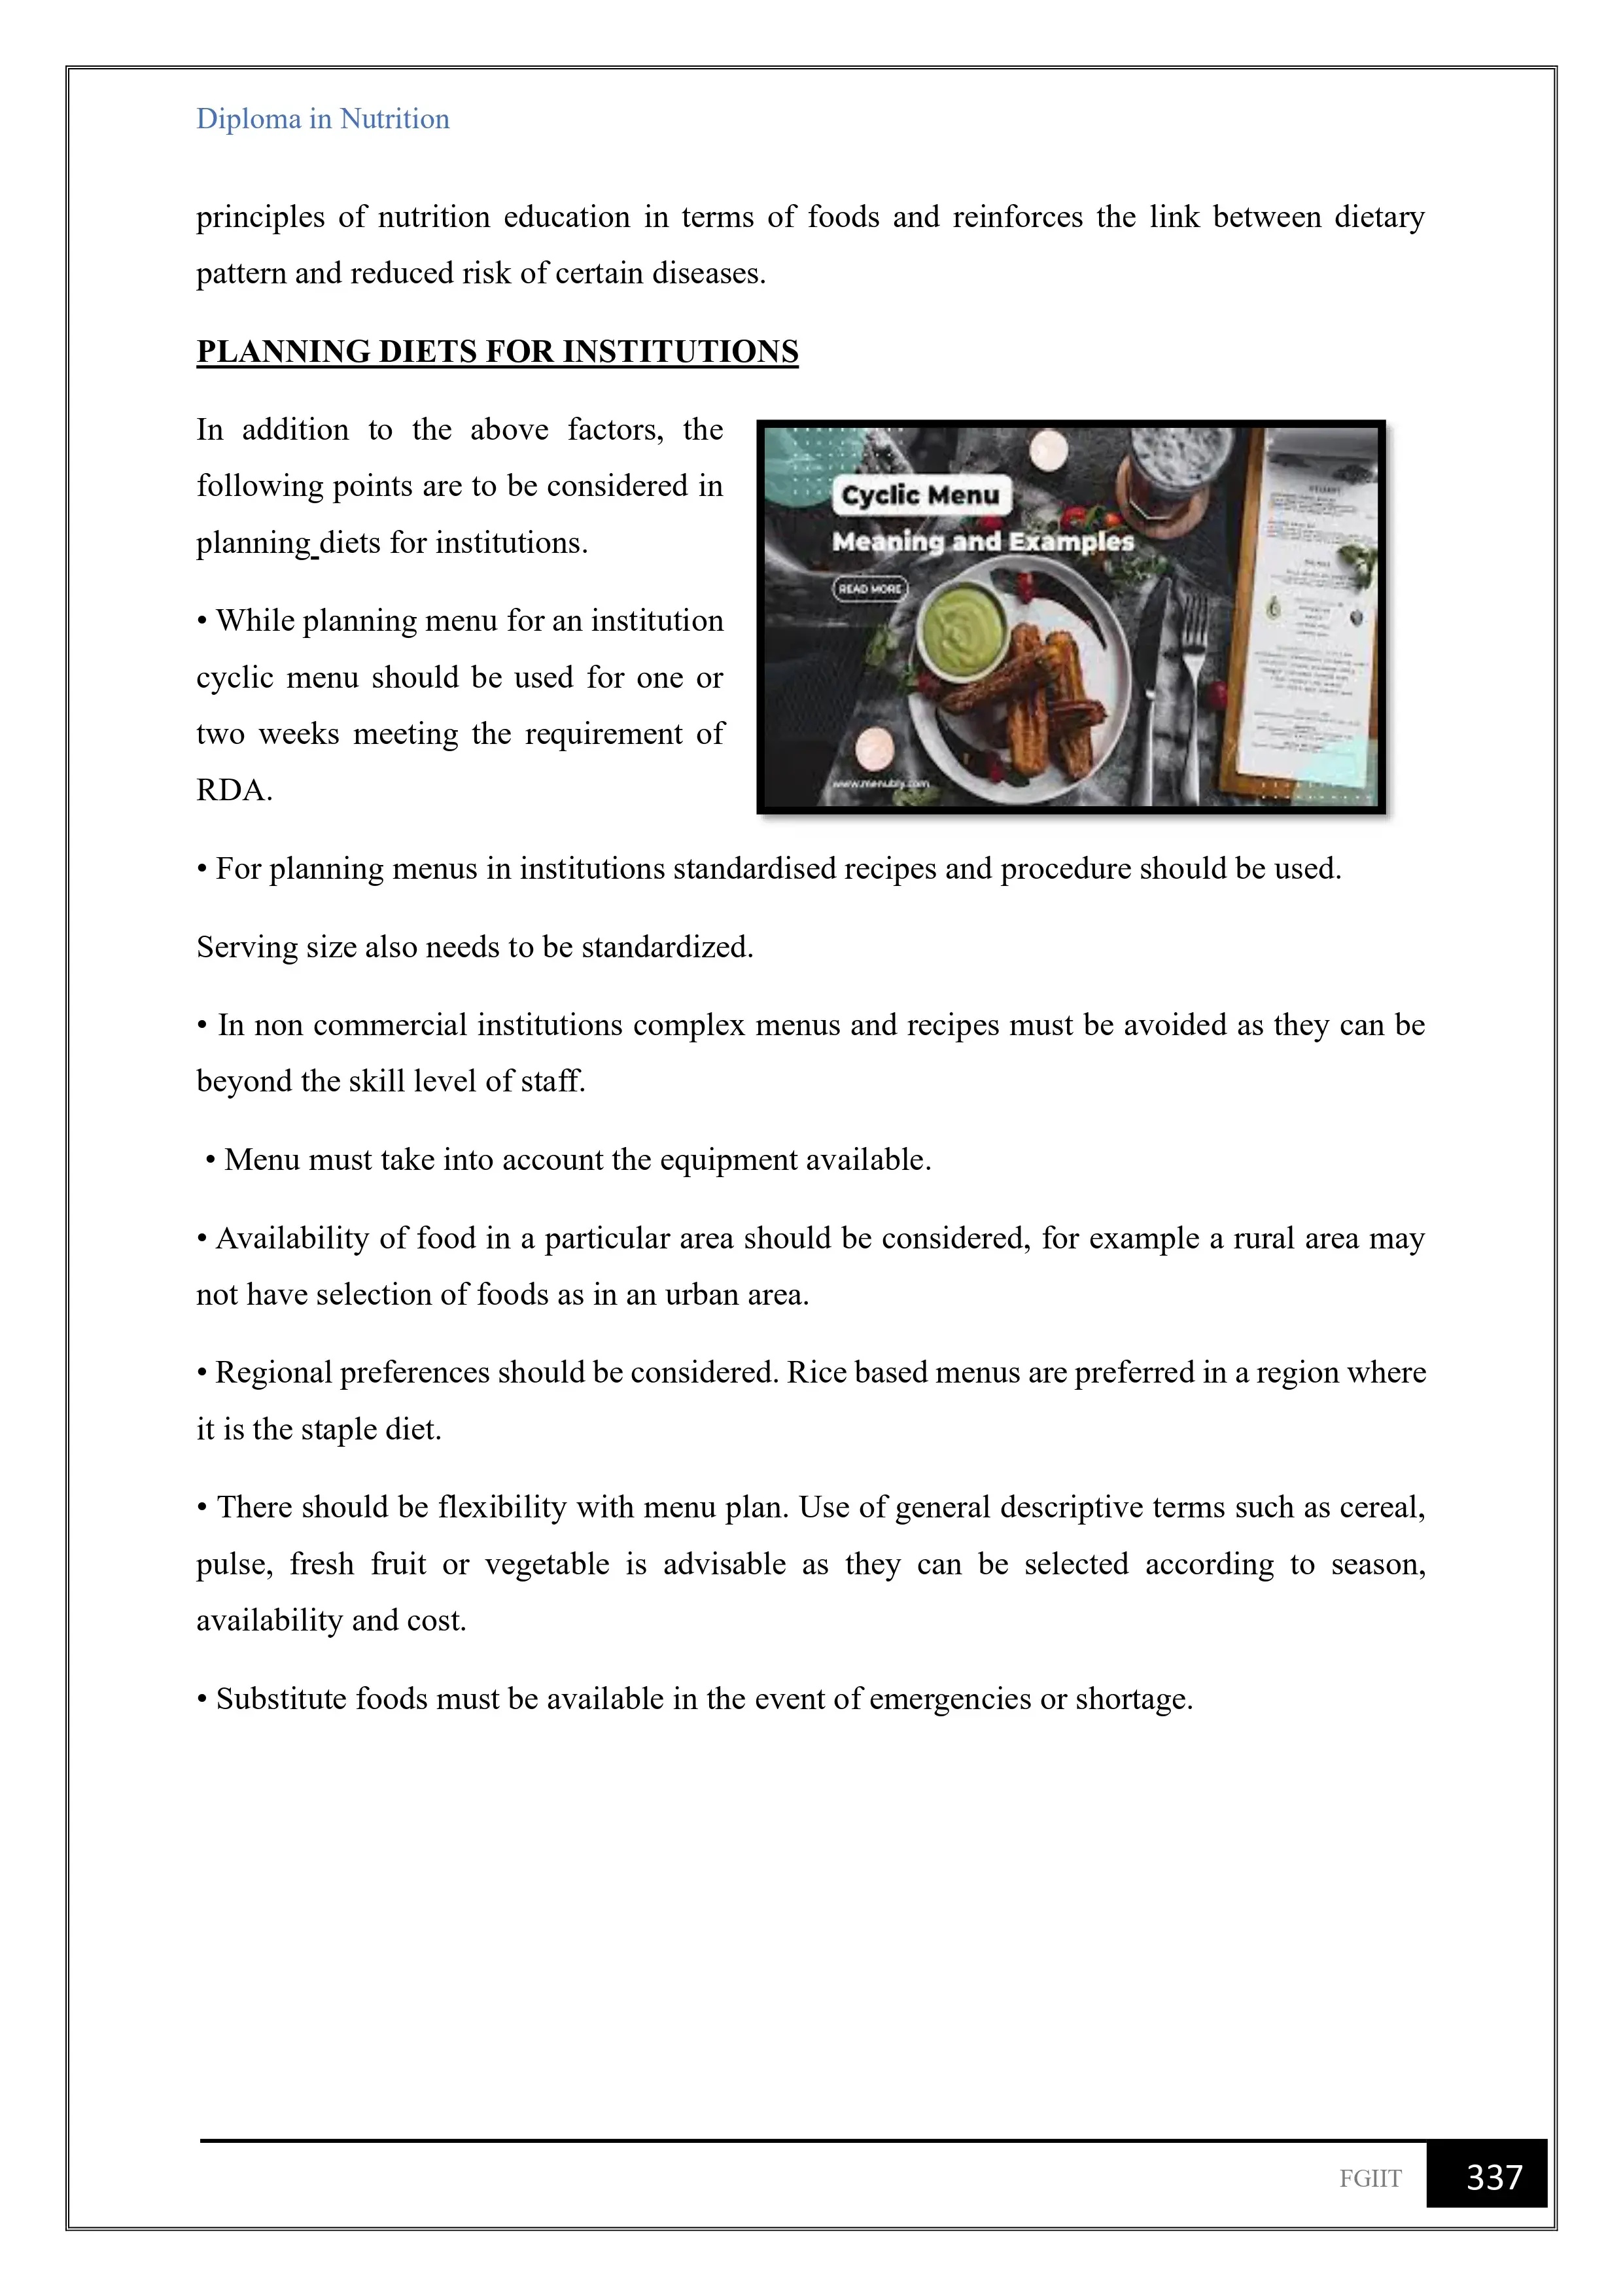 Diploma in Nutrition
principles of nutrition education in terms of foods and reinforces the link between dietary
pattern and reduced risk of certain diseases.
PLANNING DIETS FOR INSTITUTIONS
In addition to the above factors, the
following points are to be considered in
planning diets for institutions.
• While planning menu for an institution
cyclic menu should be used for one or
two weeks meeting the requirement of
RDA.
Cyclic Menu
Meaning and Examples
READ MORE
www.menubly.com
• For planning menus in institutions standardised recipes and procedure should be used.
Serving size also needs to be standardized.
• In non commercial institutions complex menus and recipes must be avoided as they can be
beyond the skill level of staff.
• Menu must take into account the equipment available.
• Availability of food in a particular area should be considered, for example a rural area may
not have selection of foods as in an urban area.
• Regional preferences should be considered. Rice based menus are preferred in a region where
it is the staple diet.
• There should be flexibility with menu plan. Use of general descriptive terms such as cereal,
pulse, fresh fruit or vegetable is advisable as they can be selected according to season,
availability and cost.
• Substitute foods must be available in the event of emergencies or shortage.
FGIIT
337